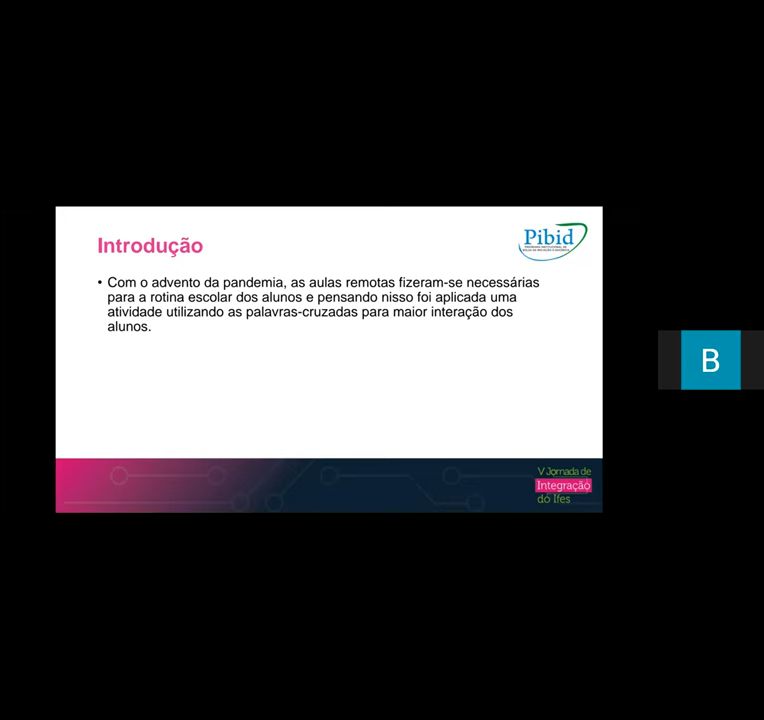 Introdução
Pibid
• Com o advento da pandemia, as aulas remotas fizeram-se necessárias
para a rotina escolar dos alunos e pensando nisso foi aplicada uma
atividade utilizando as palavras-cruzadas para maior interação dos
alunos.
B
V Jornada de
Integração
do Ifes